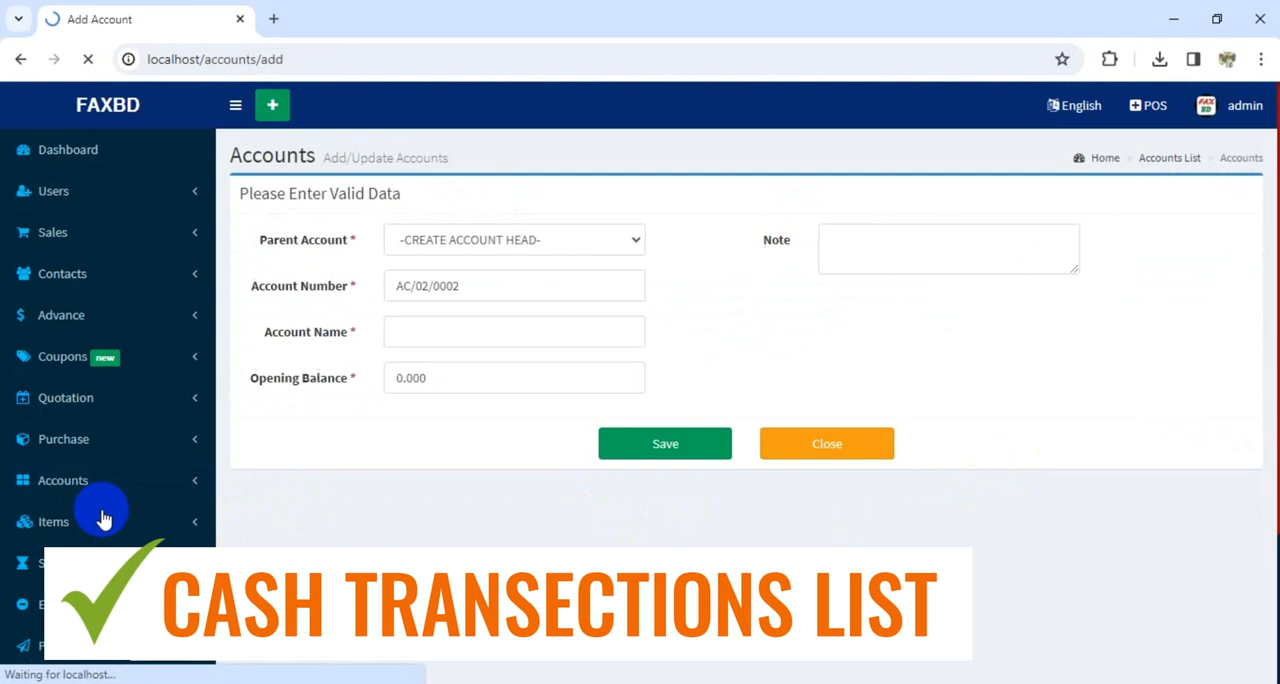 Add Account
localhost/accounts/add
FAXBD
English
POS
FAX
BD
admin
Dashboard
Users
Sales
Contacts
Advance
Coupons new
Quotation
Purchase
Accounts
Items
S
E
Accounts Add/Update Accounts
Home
Accounts List
Accounts
Please Enter Valid Data
Parent Account *
-CREATE ACCOUNT HEAD-
Note
Account Number *
AC/02/0002
Account Name *
Opening Balance *
0.000
Save
Close
CASH TRANSECTIONS LIST
Waiting for localhost...